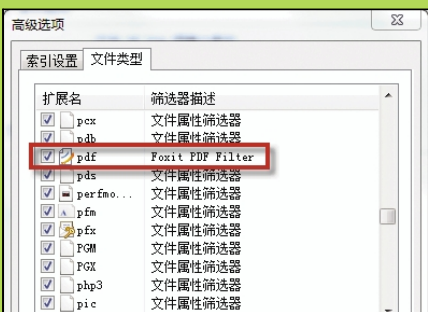 高级选项
索引设置 文件类型
扩展名 筛选器描述
pcx 文件属性筛选器
pdb 文件属性筛选器
pdf Foxit PDF Filter
pds 文件属性筛选器
perfmo... 文件属性筛选器
pfm 文件属性筛选器
pfx 文件属性筛选器
PGM 文件属性筛选器
PGX 文件属性筛选器
php3 文件属性筛选器
pic 文件属性筛选器